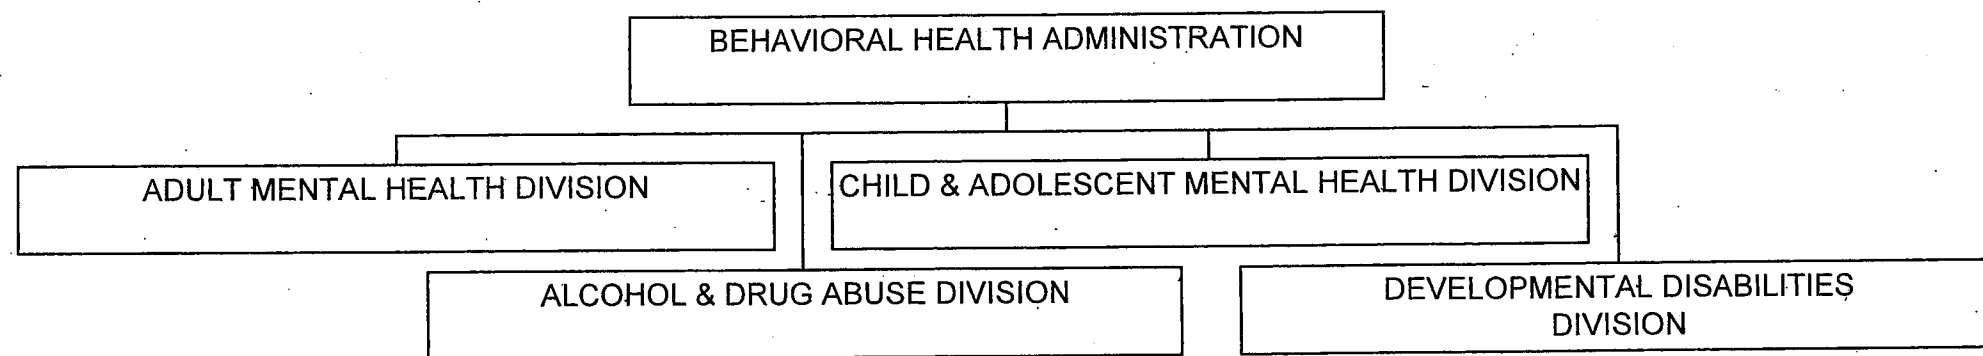 BEHAVIORAL HEALTH ADMINISTRATION
ADULT MENTAL HEALTH DIVISION
CHILD & ADOLESCENT MENTAL HEALTH DIVISION
ALCOHOL & DRUG ABUSE DIVISION
DEVELOPMENTAL DISABILITIES
DIVISION